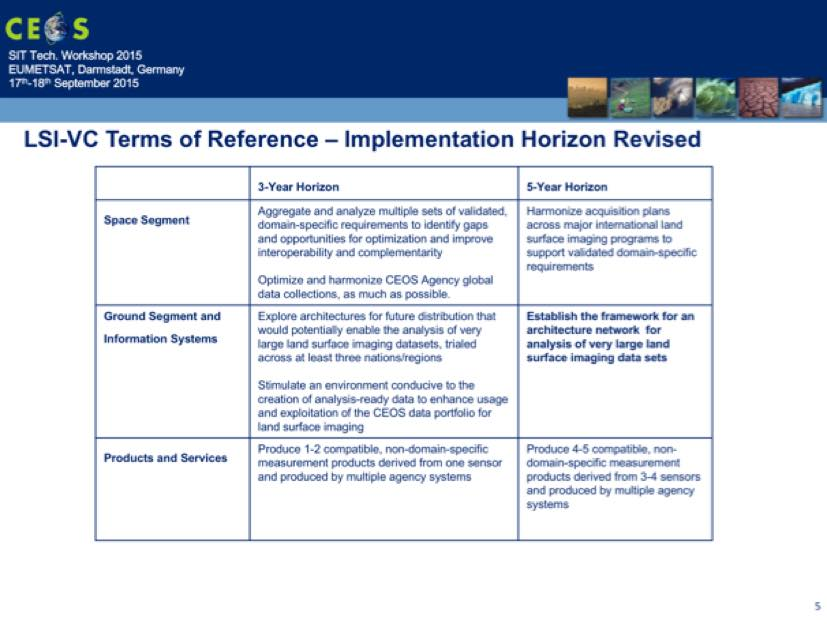 CEOS
SIT Tech. Workshop 2015
EUMETSAT, Darmstadt, Germany
17th-18th September 2015
LSI-VC Terms of Reference – Implementation Horizon Revised
3-Year Horizon
5-Year Horizon
Space Segment
Aggregate and analyze multiple sets of validated,
domain-specific requirements to identify gaps
and opportunities for optimization and improve
interoperability and complementarity
Optimize and harmonize CEOS Agency global
data collections, as much as possible.
Harmonize acquisition plans
across major international land
surface imaging programs to
support validated domain-specific
requirements
Ground Segment and
Information Systems
Explore architectures for future distribution that
would potentially enable the analysis of very
large land surface imaging datasets, trialed
across at least three nations/regions
Stimulate an environment conducive to the
creation of analysis-ready data to enhance usage
and exploitation of the CEOS data portfolio for
land surface imaging
Establish the framework for an
architecture network for
analysis of very large land
surface imaging data sets
Products and Services
Produce 1-2 compatible, non-domain-specific
measurement products derived from one sensor
and produced by multiple agency systems
Produce 4-5 compatible, non-
domain-specific measurement
products derived from 3-4 sensors
and produced by multiple agency
systems
5